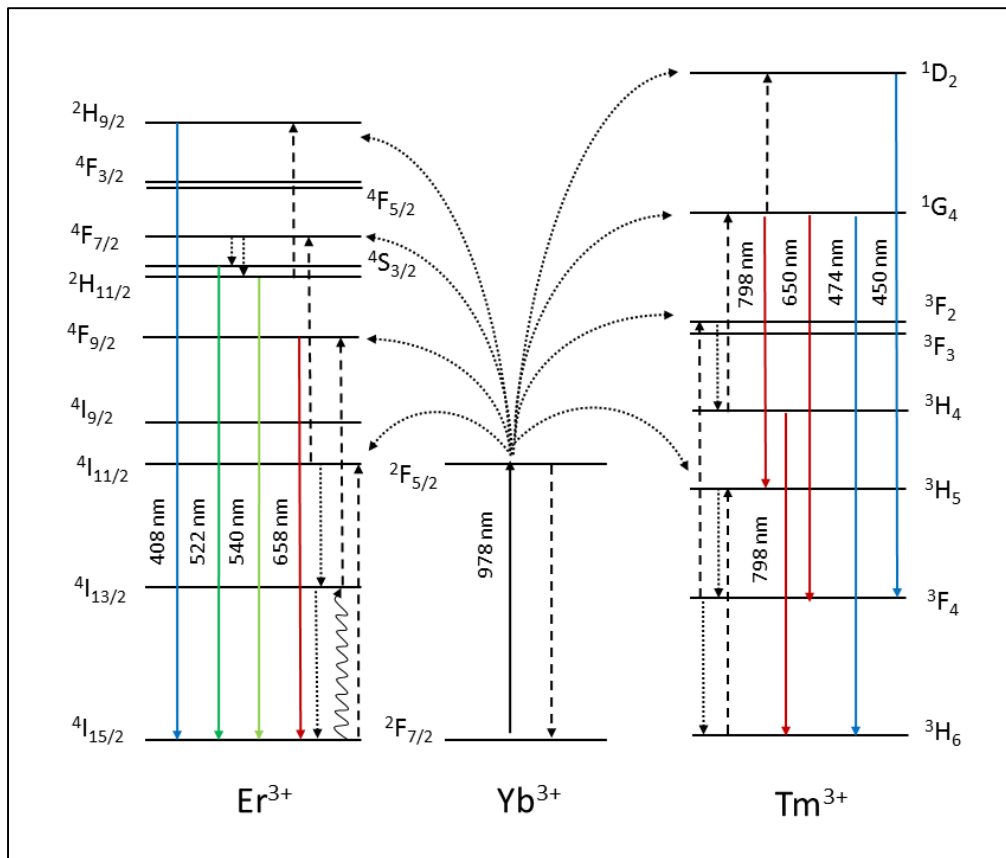 ²H₉/₂
⁴F₃/₂
⁴F₅/₂
⁴F₇/₂
⁴S₃/₂
²H₁₁/₂
⁴F₉/₂
⁴I₉/₂
⁴I₁₁/₂
408 nm
522 nm
540 nm
658 nm
⁴I₁₃/₂
⁴I₁₅/₂
Er³⁺
²F₅/₂
978 nm
²F₇/₂
Yb³⁺
¹D₂
¹G₄
798 nm
650 nm
474 nm
450 nm
³F₂
³F₃
³H₄
³H₅
798 nm
³F₄
³H₆
Tm³⁺